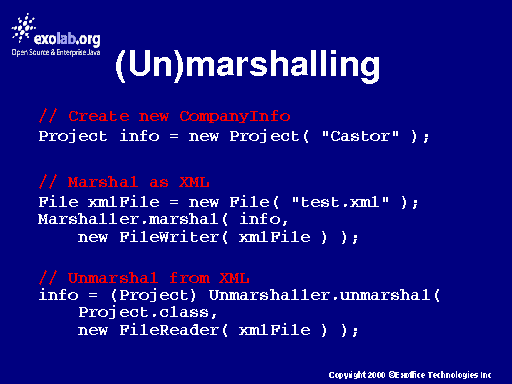 exolab.org
Open Source & Enterprise Java
(Un)marshalling
// Create new CompanyInfo
Project info = new Project( "Castor" );
// Marshal as XML
File xmlFile = new File( "test.xml" );
Marshaller.marshal( info,
new FileWriter( xmlFile ) );
// Unmarshal from XML
info = (Project) Unmarshaller.unmarshal(
Project.class,
new FileReader( xmlFile ) );
Copyright 2000 ©Exoffice Technologies Inc